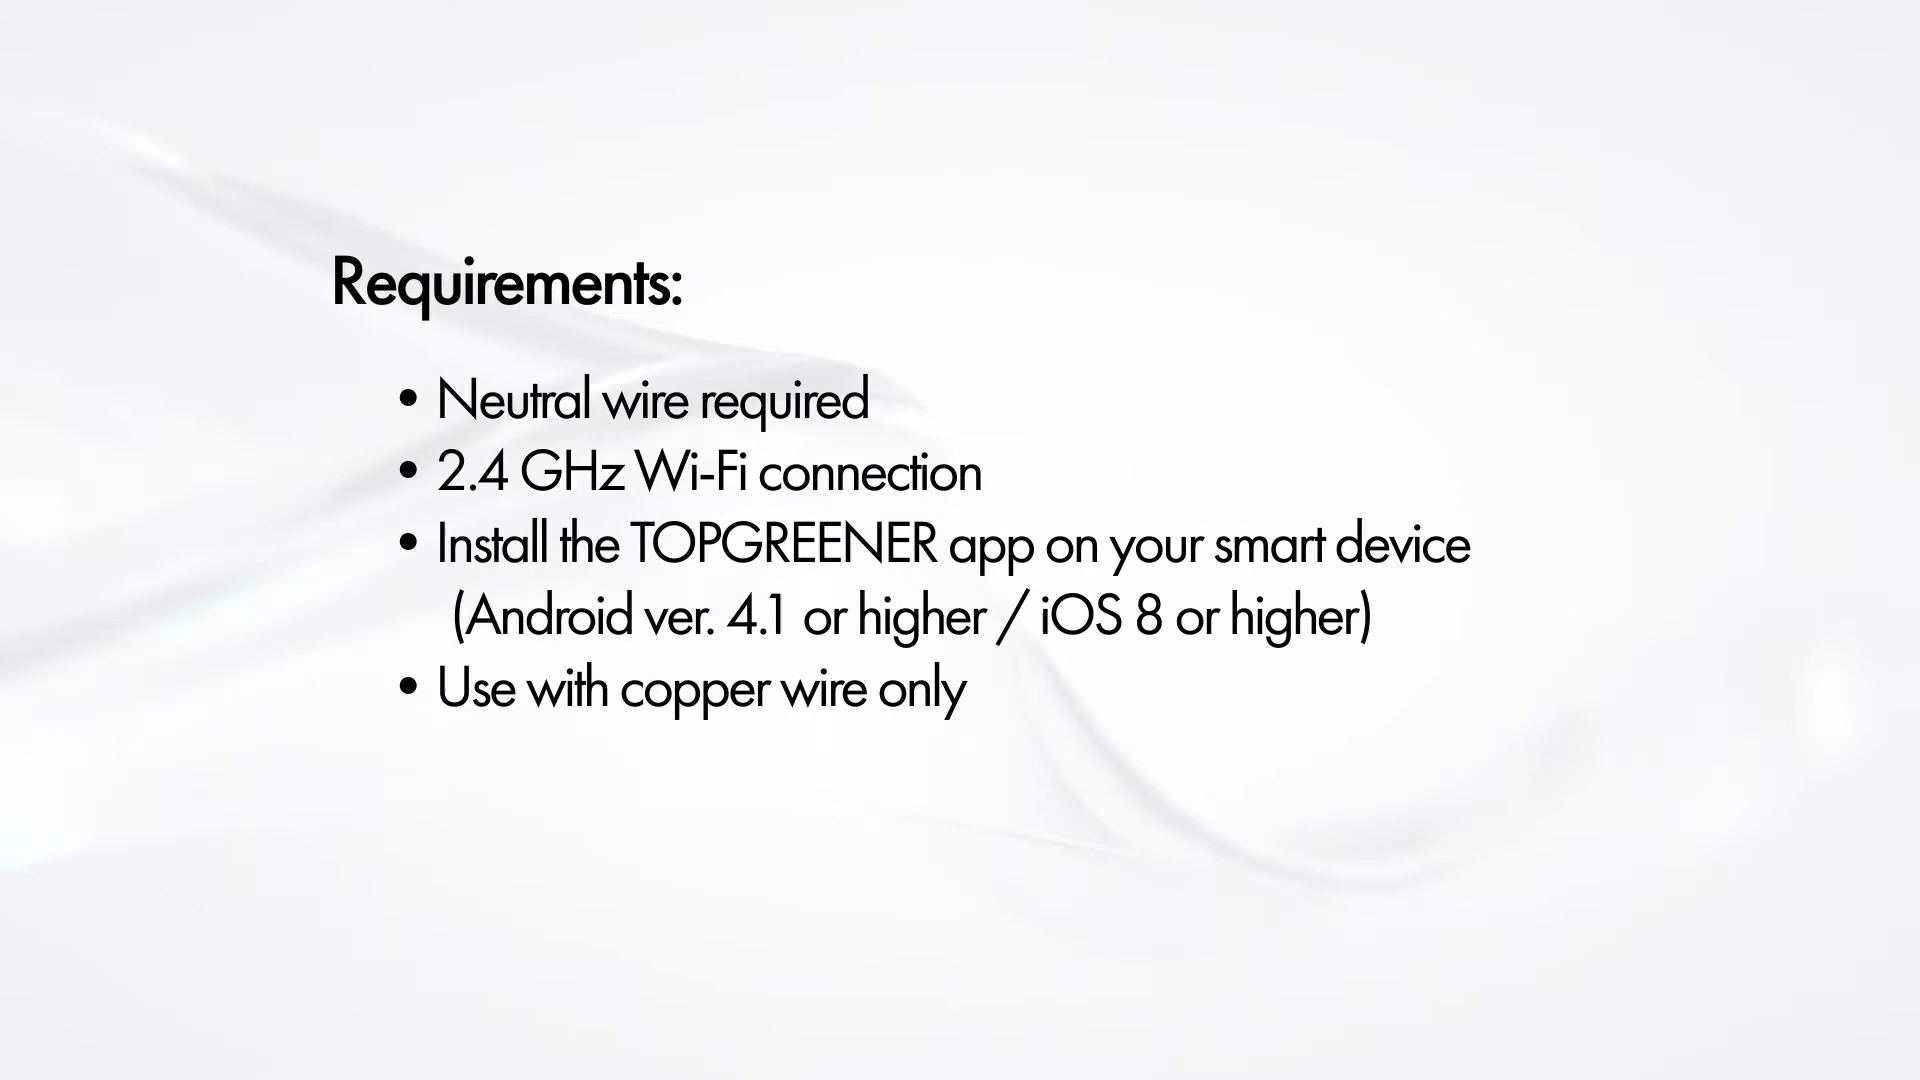 Requirements:
• Neutral wire required
• 2.4 GHz Wi-Fi connection
• Install the TOPGREENER app on your smart device
(Android ver. 4.1 or higher / iOS 8 or higher)
• Use with copper wire only